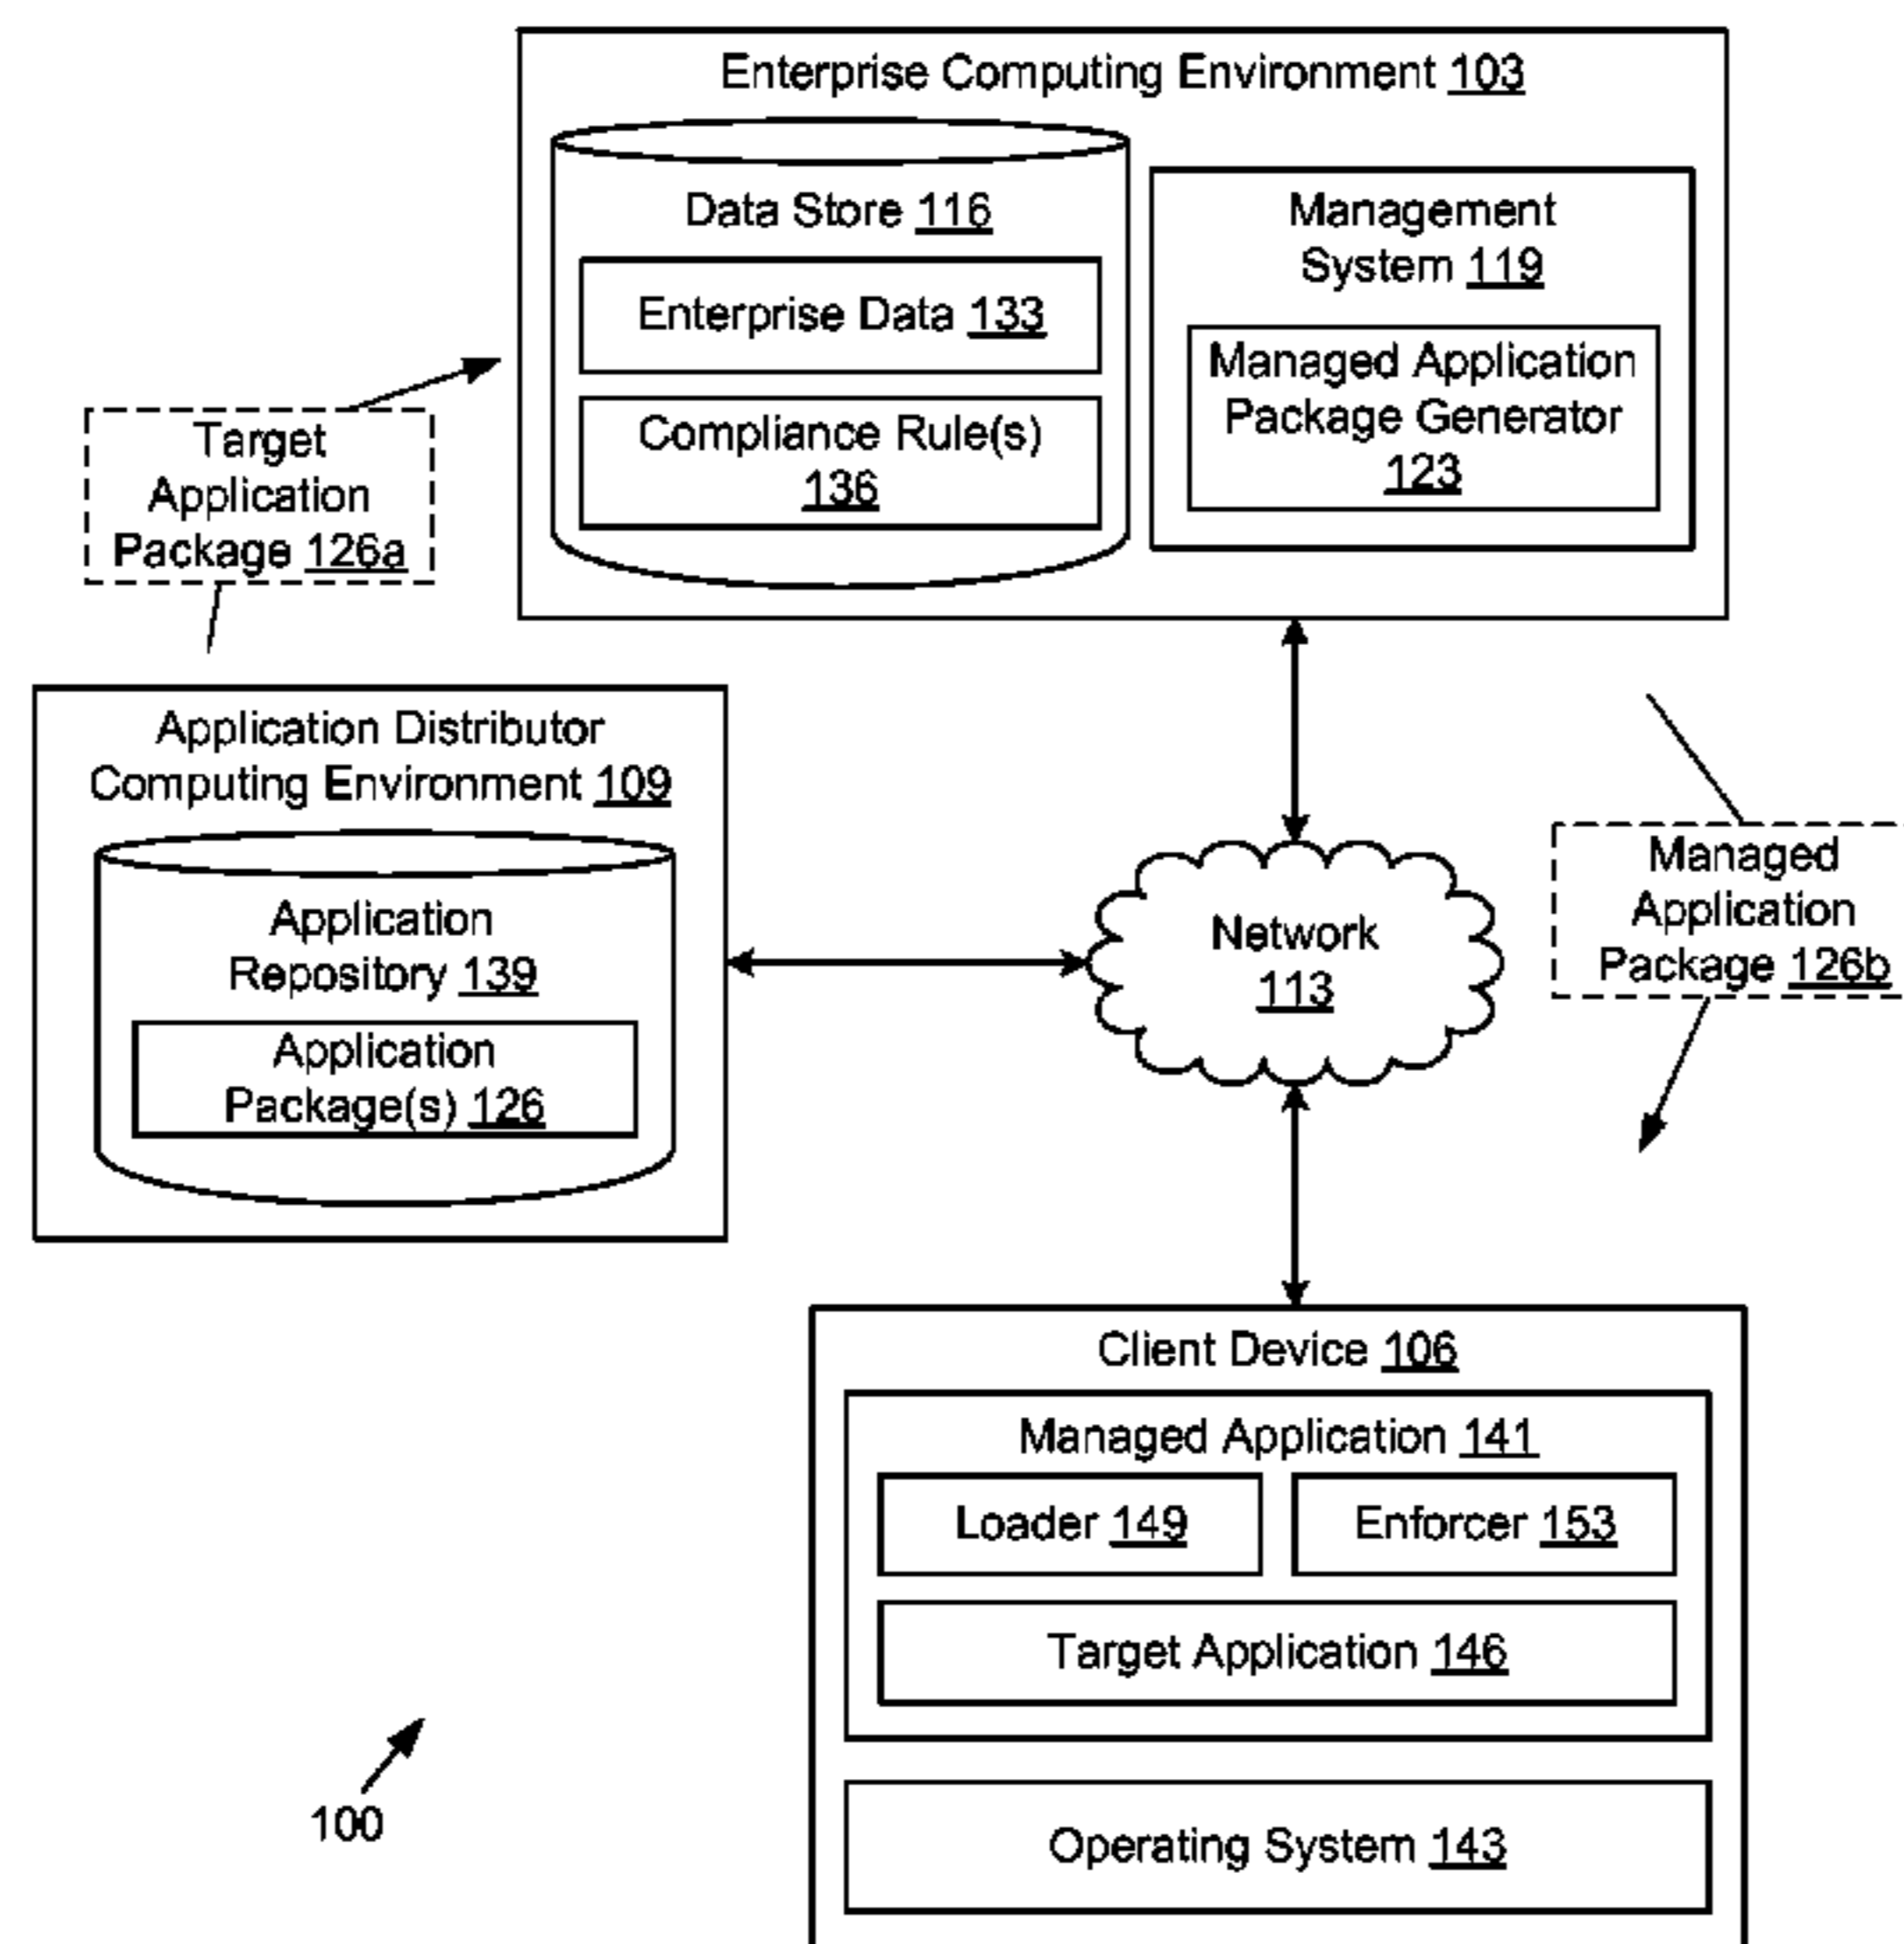 Enterprise Computing Environment 103
Data Store 116
Enterprise Data 133
Compliance Rule(s)
136
Management
System 119
Managed Application
Package Generator
123
Target
Application
Package 126a
Application Distributor
Computing Environment 109
Application
Repository 139
Application
Package(s) 126
Network
113
Managed
Application
Package 126b
Client Device 106
Managed Application 141
Loader 149
Enforcer 153
Target Application 146
Operating System 143
100